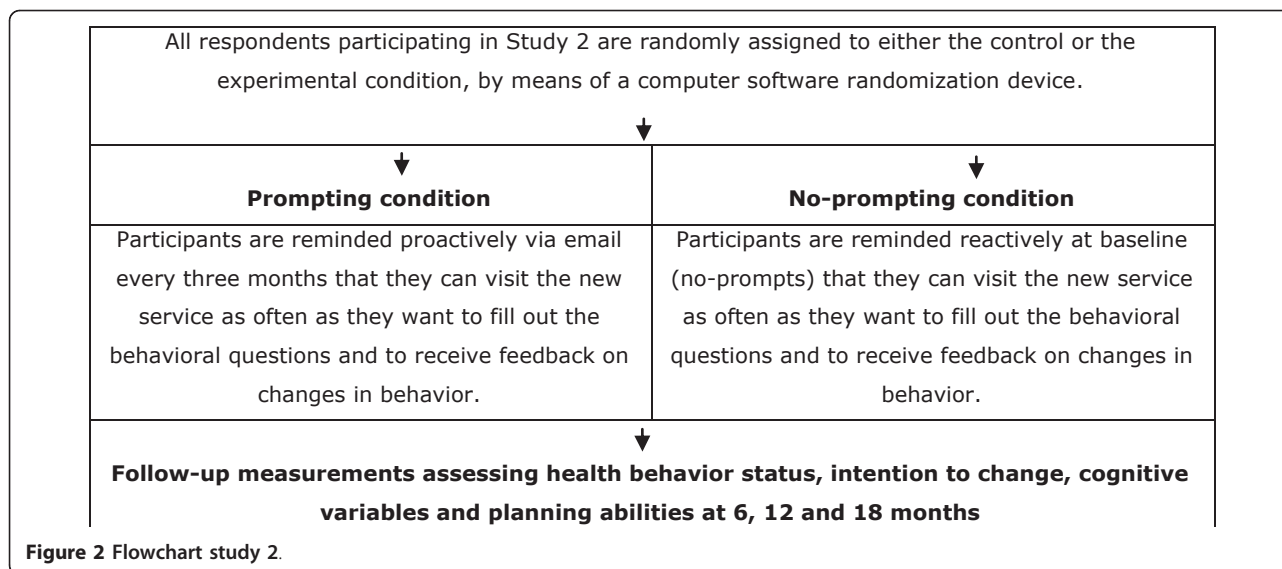 All respondents participating in Study 2 are randomly assigned to either the control or the
experimental condition, by means of a computer software randomization device.
Prompting condition
Participants are reminded proactively via email
every three months that they can visit the new
service as often as they want to fill out the
behavioral questions and to receive feedback on
changes in behavior.
No-prompting condition
Participants are reminded reactively at baseline
(no-prompts) that they can visit the new service
as often as they want to fill out the behavioral
questions and to receive feedback on changes in
behavior.
Follow-up measurements assessing health behavior status, intention to change, cognitive
variables and planning abilities at 6, 12 and 18 months
Figure 2 Flowchart study 2.